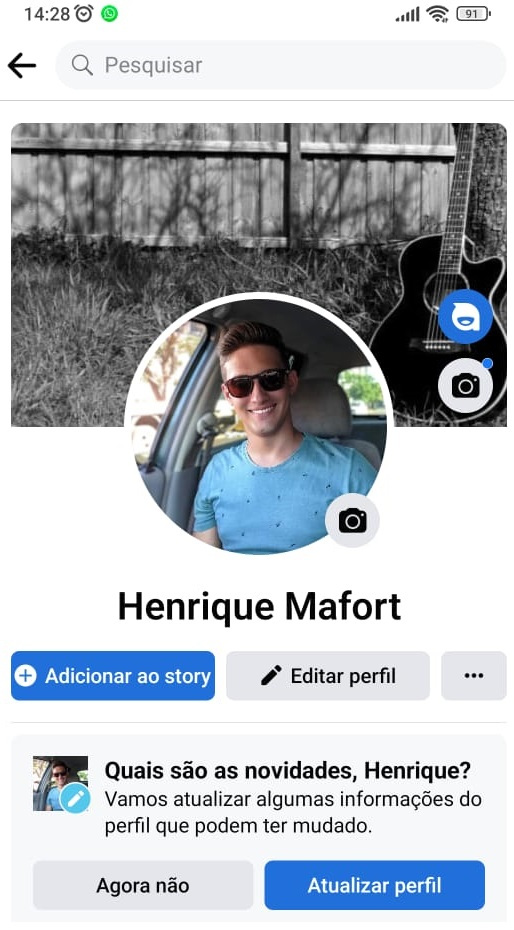 14:28
91
Pesquisar
Henrique Mafort
Adicionar ao story
Editar perfil
Quais são as novidades, Henrique?
Vamos atualizar algumas informações do
perfil que podem ter mudado.
Agora não
Atualizar perfil